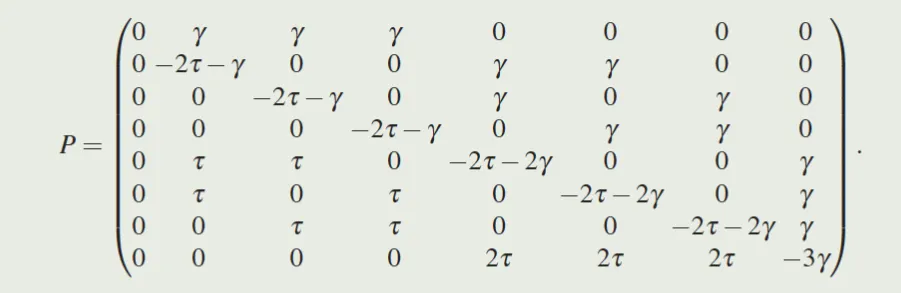 0 γ γ γ 0 0 0 0
0 −2τ−γ 0 0 γ γ 0 0
0 0 −2τ−γ 0 γ 0 γ 0
0 0 0 −2τ−γ 0 γ γ 0
P = 0 τ τ 0 −2τ−2γ 0 0 γ .
0 τ 0 τ 0 −2τ−2γ 0 γ
0 0 τ τ 0 0 −2τ−2γ γ
0 0 0 0 2τ 2τ 2τ −3γ